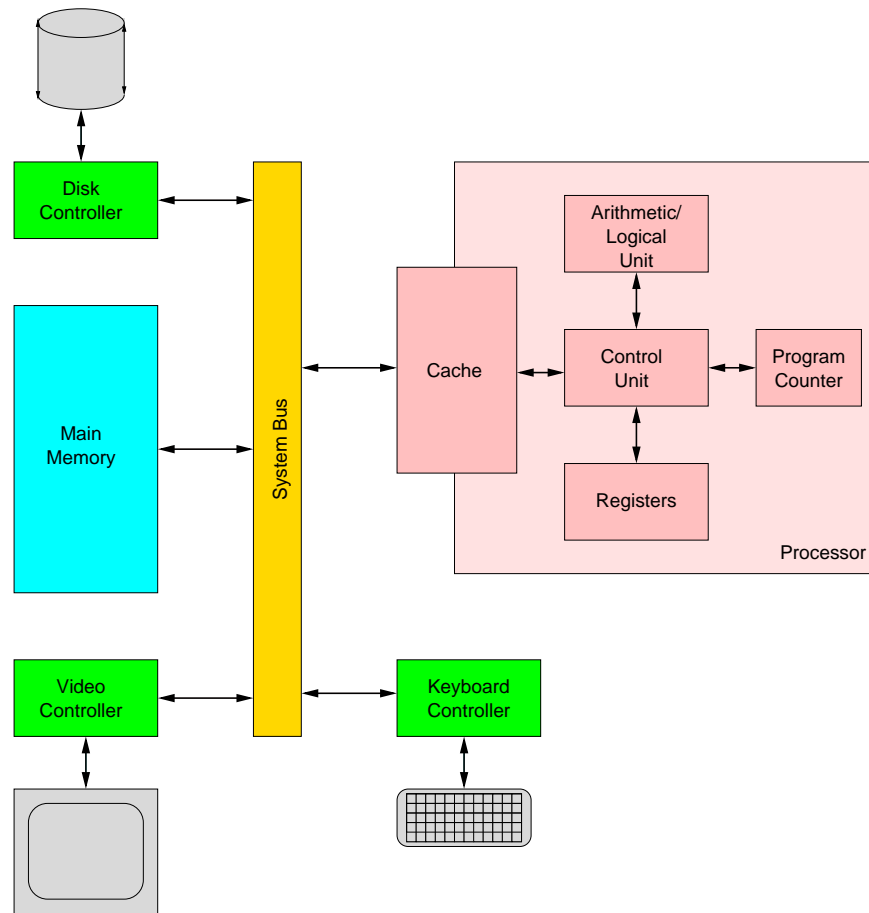 Disk
Controller
Arithmetic/
Logical
Unit
Cache
Control
Unit
Program
Counter
Main
Memory
System Bus
Registers
Processor
Video
Controller
Keyboard
Controller